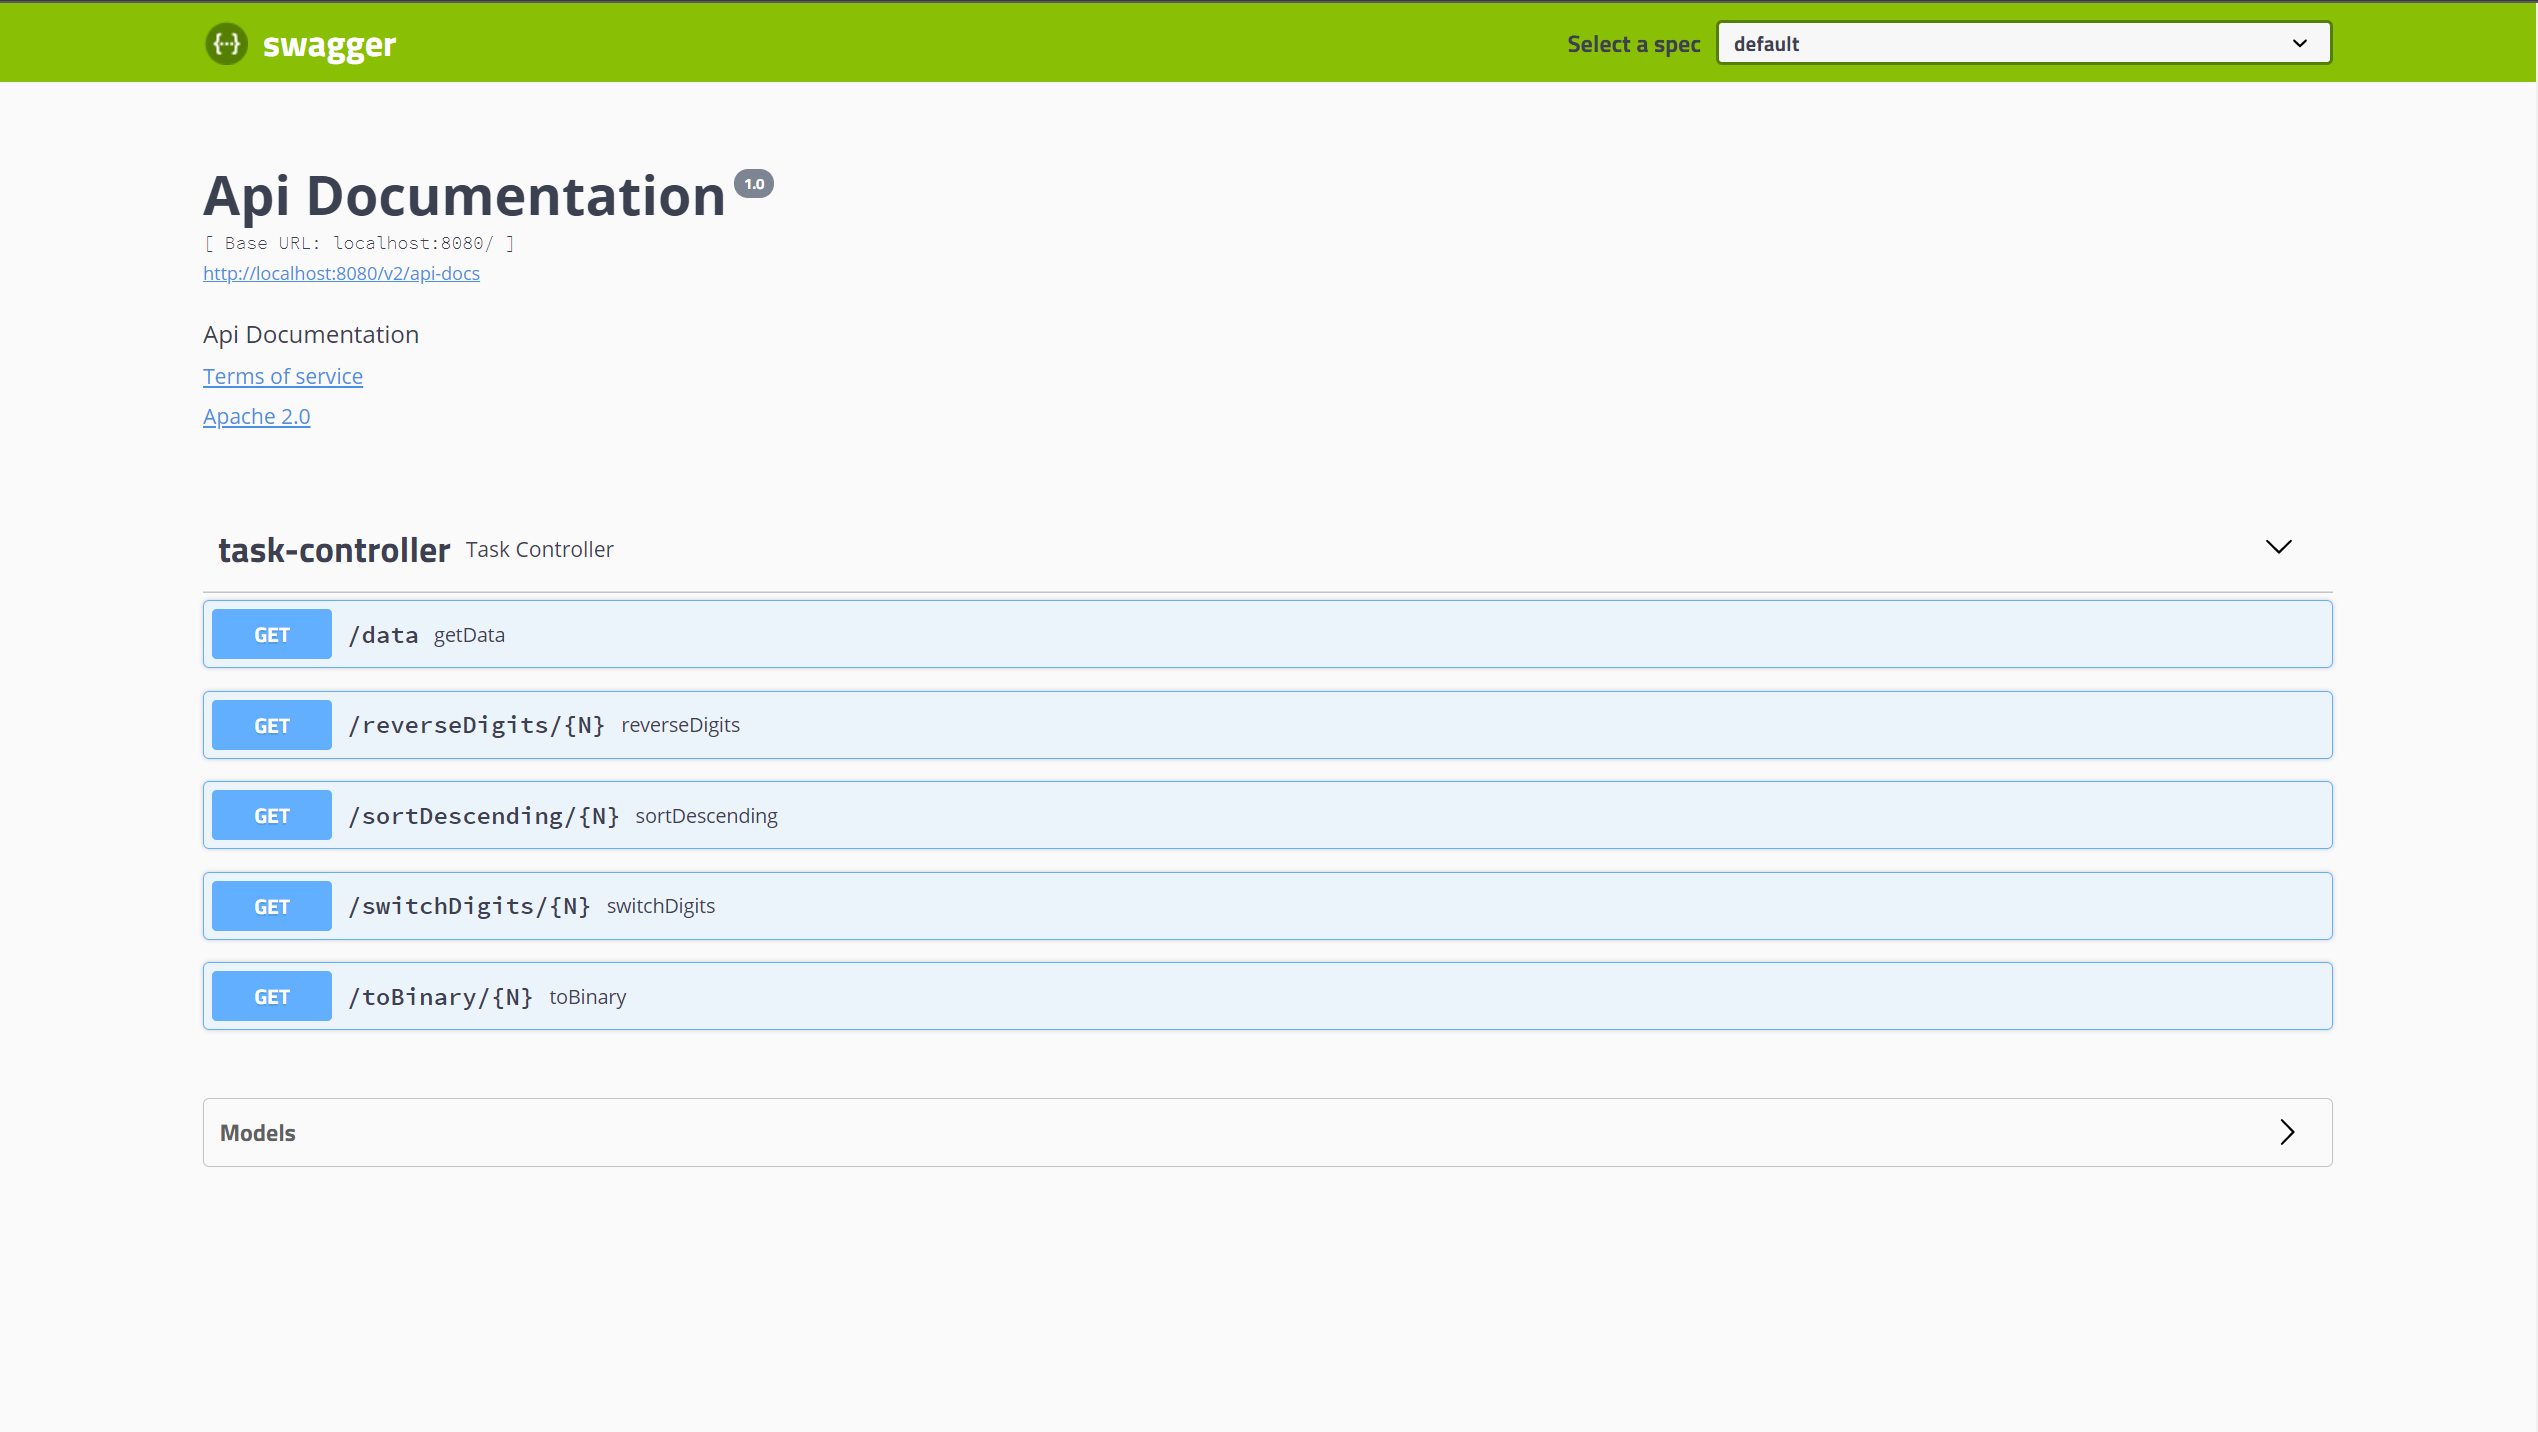 {...} swagger
Select a spec default
Api Documentation 1.0
[ Base URL: localhost:8080/ ]
http://localhost:8080/v2/api-docs
Api Documentation
Terms of service
Apache 2.0
task-controller Task Controller
GET /data getData
GET /reverseDigits/{N} reverseDigits
GET /sortDescending/{N} sortDescending
GET /switchDigits/{N} switchDigits
GET /toBinary/{N} toBinary
Models